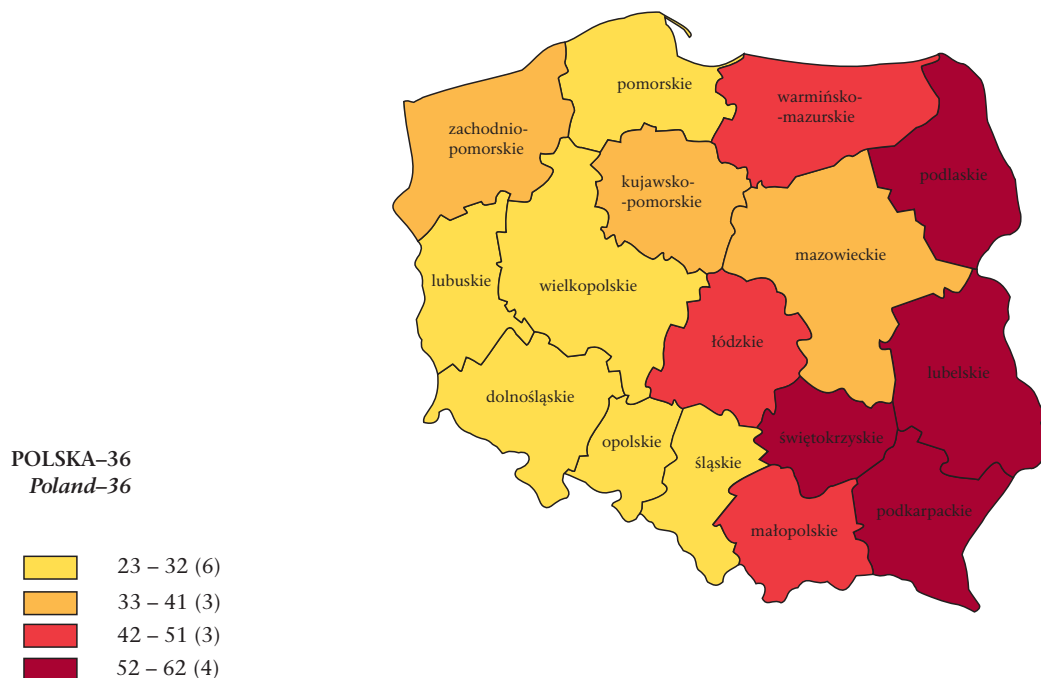 pomorskie
warmińsko-
-mazurskie
zachodnio-
pomorskie
podlaskie
kujawsko-
-pomorskie
mazowieckie
lubuskie
wielkopolskie
łódzkie
lubelskie
dolnośląskie
opolskie
świętokrzyskie
śląskie
podkarpackie
małopolskie
POLSKA–36
Poland–36
23 – 32 (6)
33 – 41 (3)
42 – 51 (3)
52 – 62 (4)